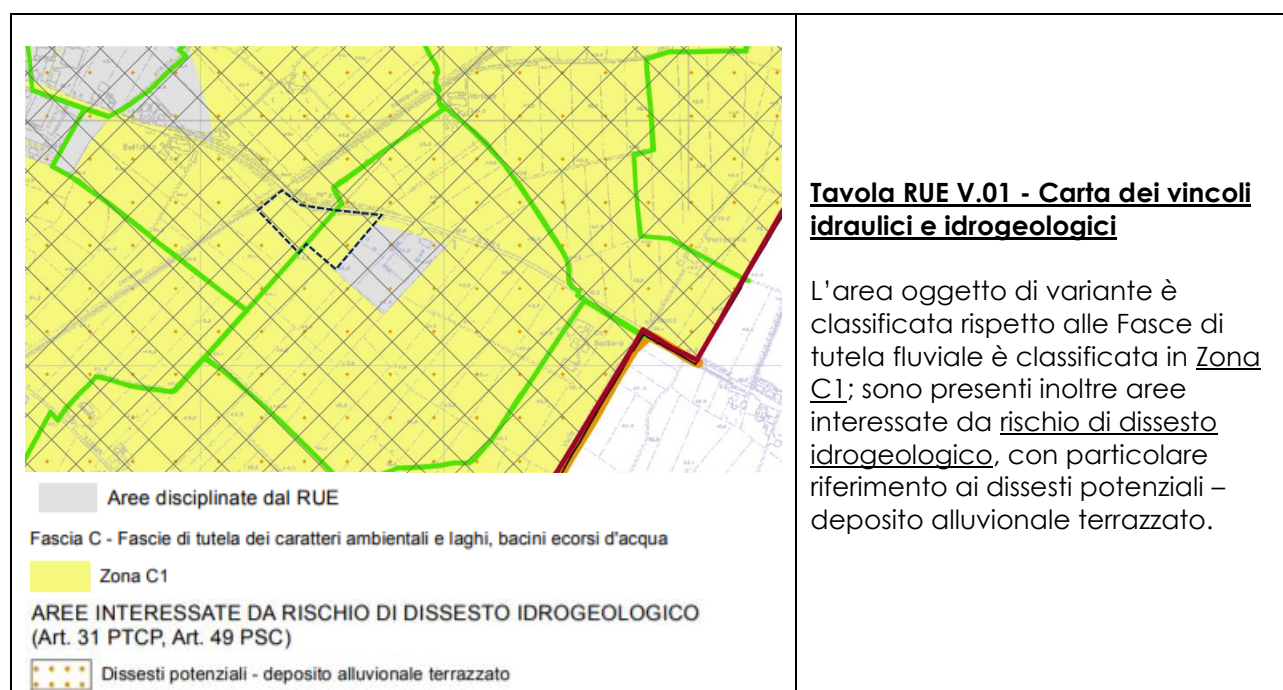 Tavola RUE V.01 - Carta dei vincoli
idraulici e idrogeologici
L'area oggetto di variante è
classificata rispetto alle Fasce di
tutela fluviale è classificata in Zona
C1; sono presenti inoltre aree
interessate da rischio di dissesto
idrogeologico, con particolare
riferimento ai dissesti potenziali –
deposito alluvionale terrazzato.
Aree disciplinate dal RUE
Fascia C - Fascie di tutela dei caratteri ambientali e laghi, bacini ecorsi d'acqua
Zona C1
AREE INTERESSATE DA RISCHIO DI DISSESTO IDROGEOLOGICO
(Art. 31 PTCP, Art. 49 PSC)
Dissesti potenziali - deposito alluvionale terrazzato